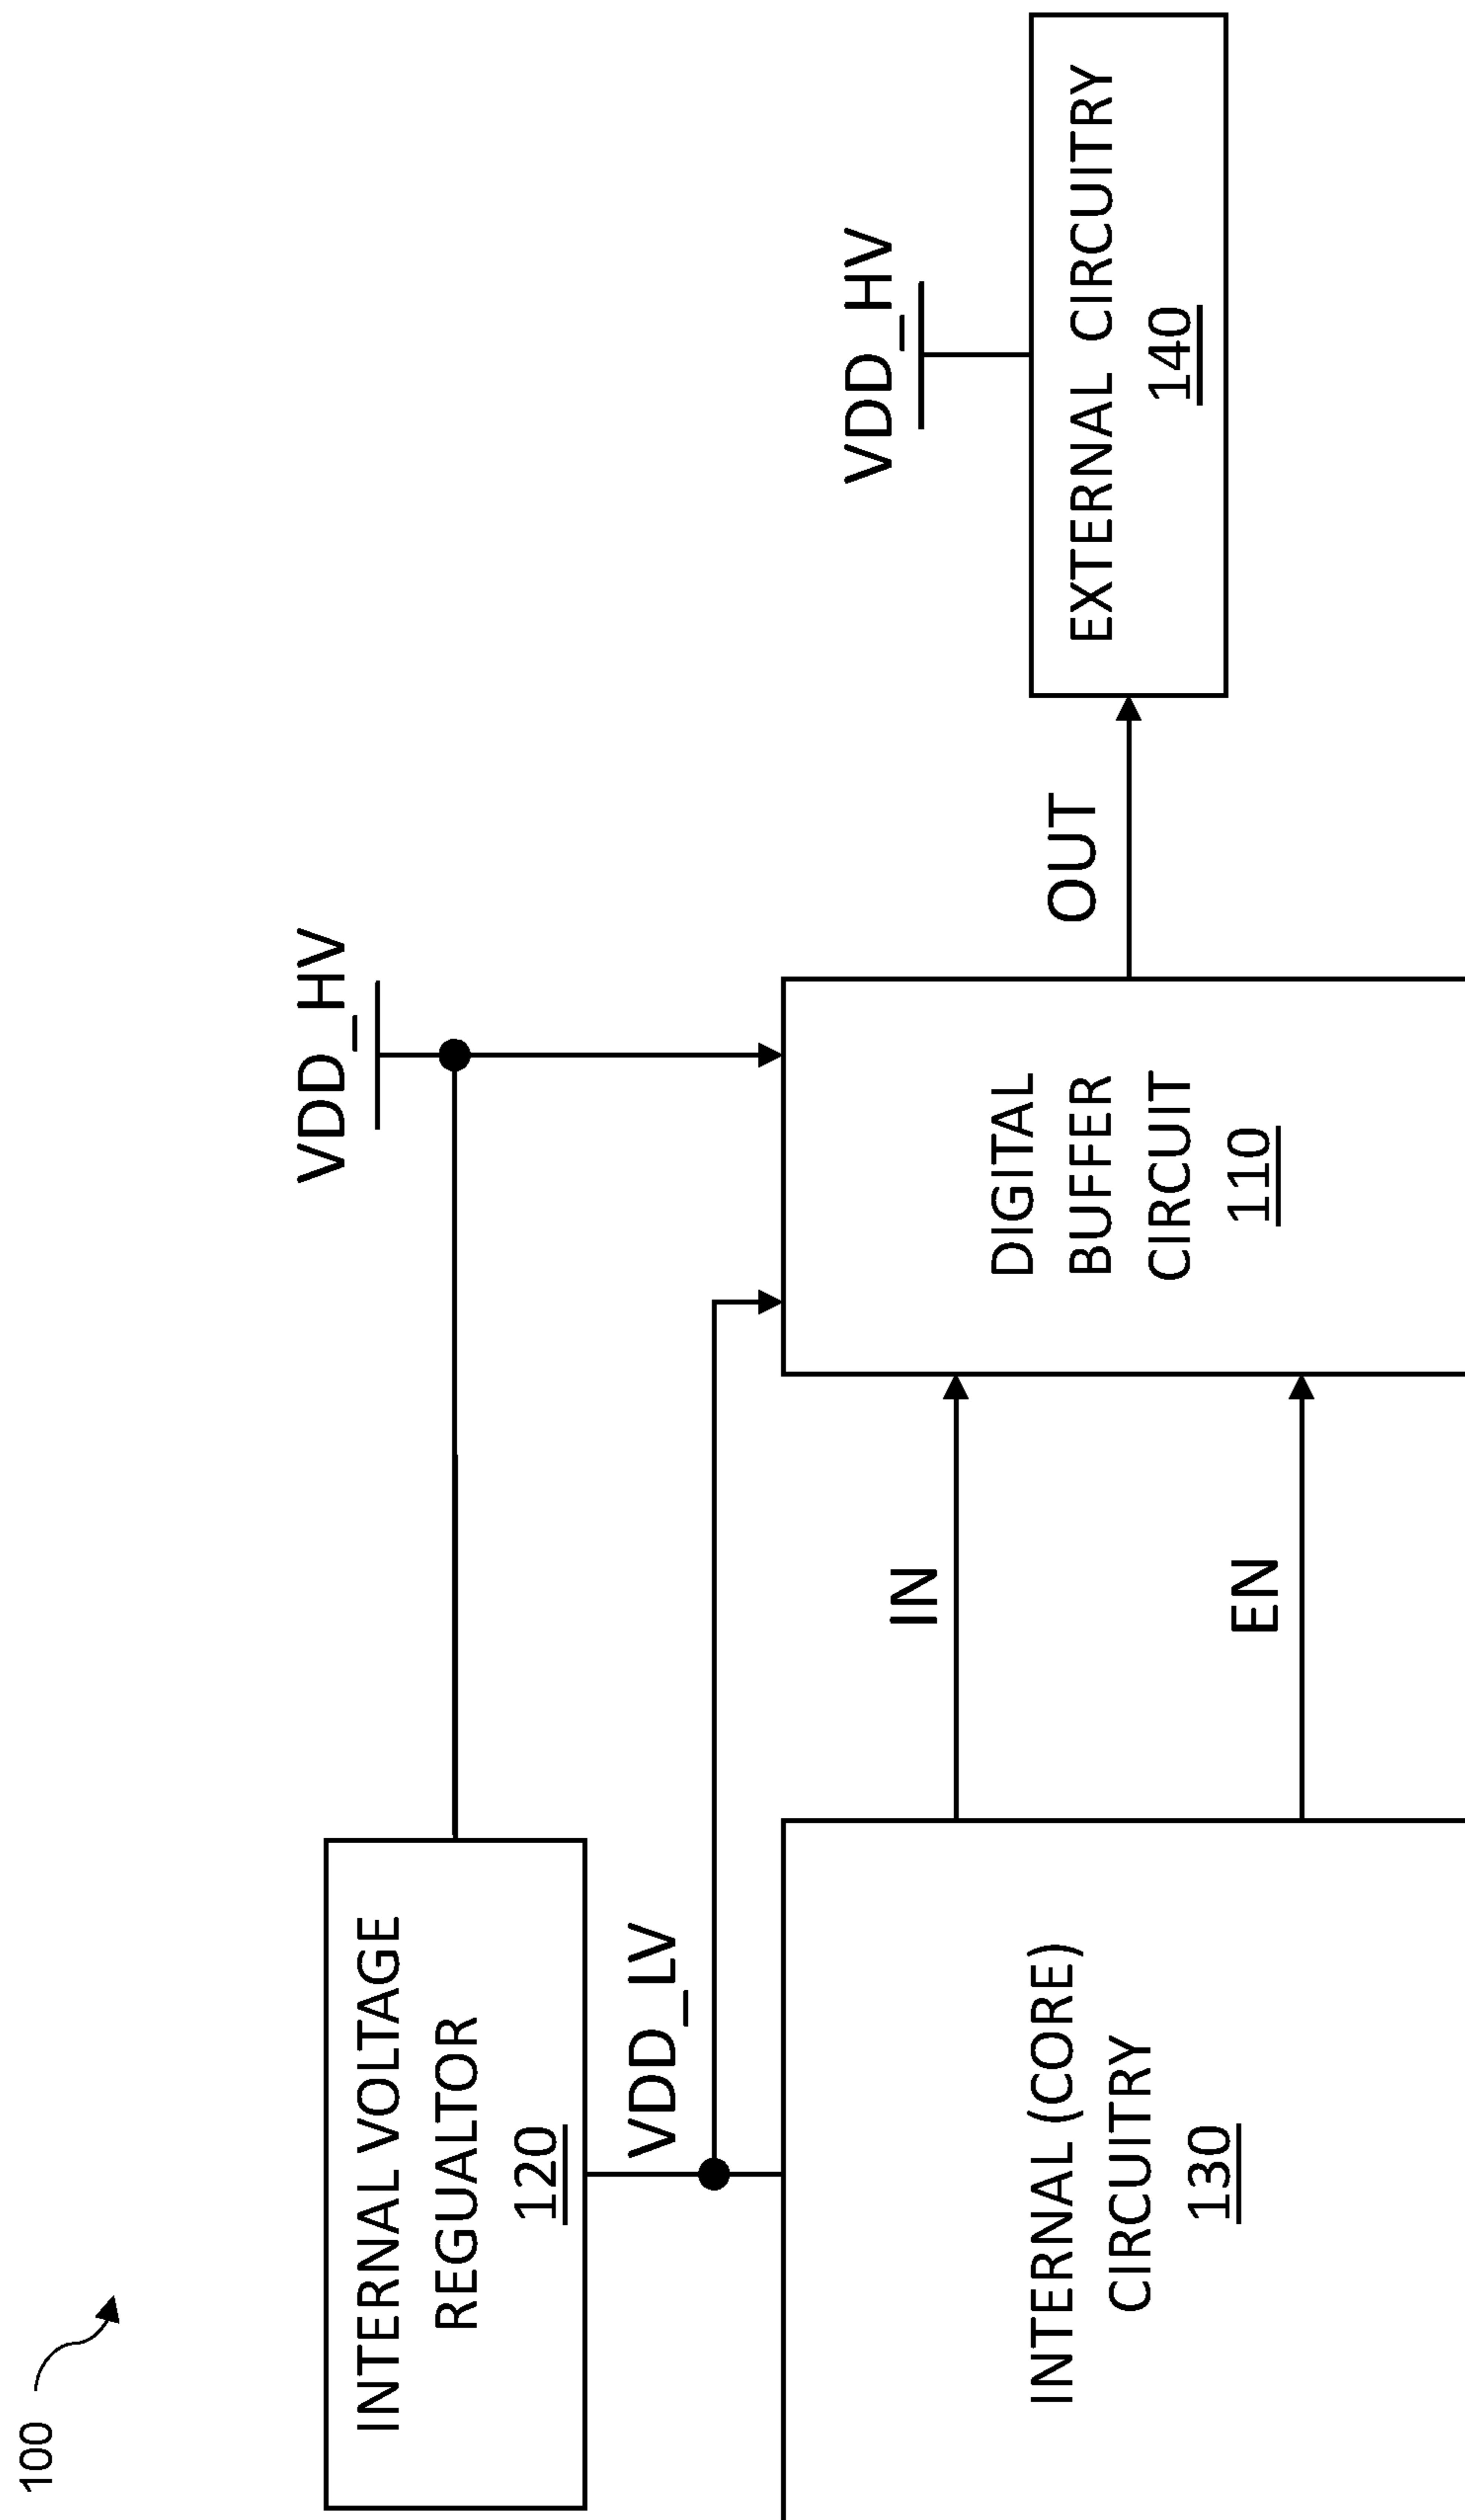 100
VDD_HV
INTERNAL VOLTAGE
REGUALTOR
120
VDD_LV
VDD_HV
INTERNAL (CORE)
CIRCUITRY
130
IN
EN
DIGITAL
BUFFER
CIRCUIT
110
OUT
EXTERNAL CIRCUITRY
140